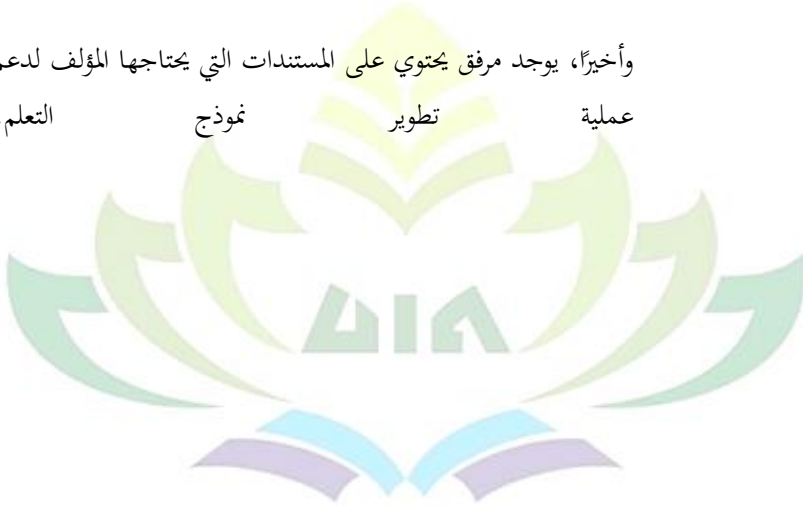 وأخيرًا، يوجد مرفق يحتوي على المستندات التي يحتاجها المؤلف لدعم
عملية تطوير نموذج التعلم.